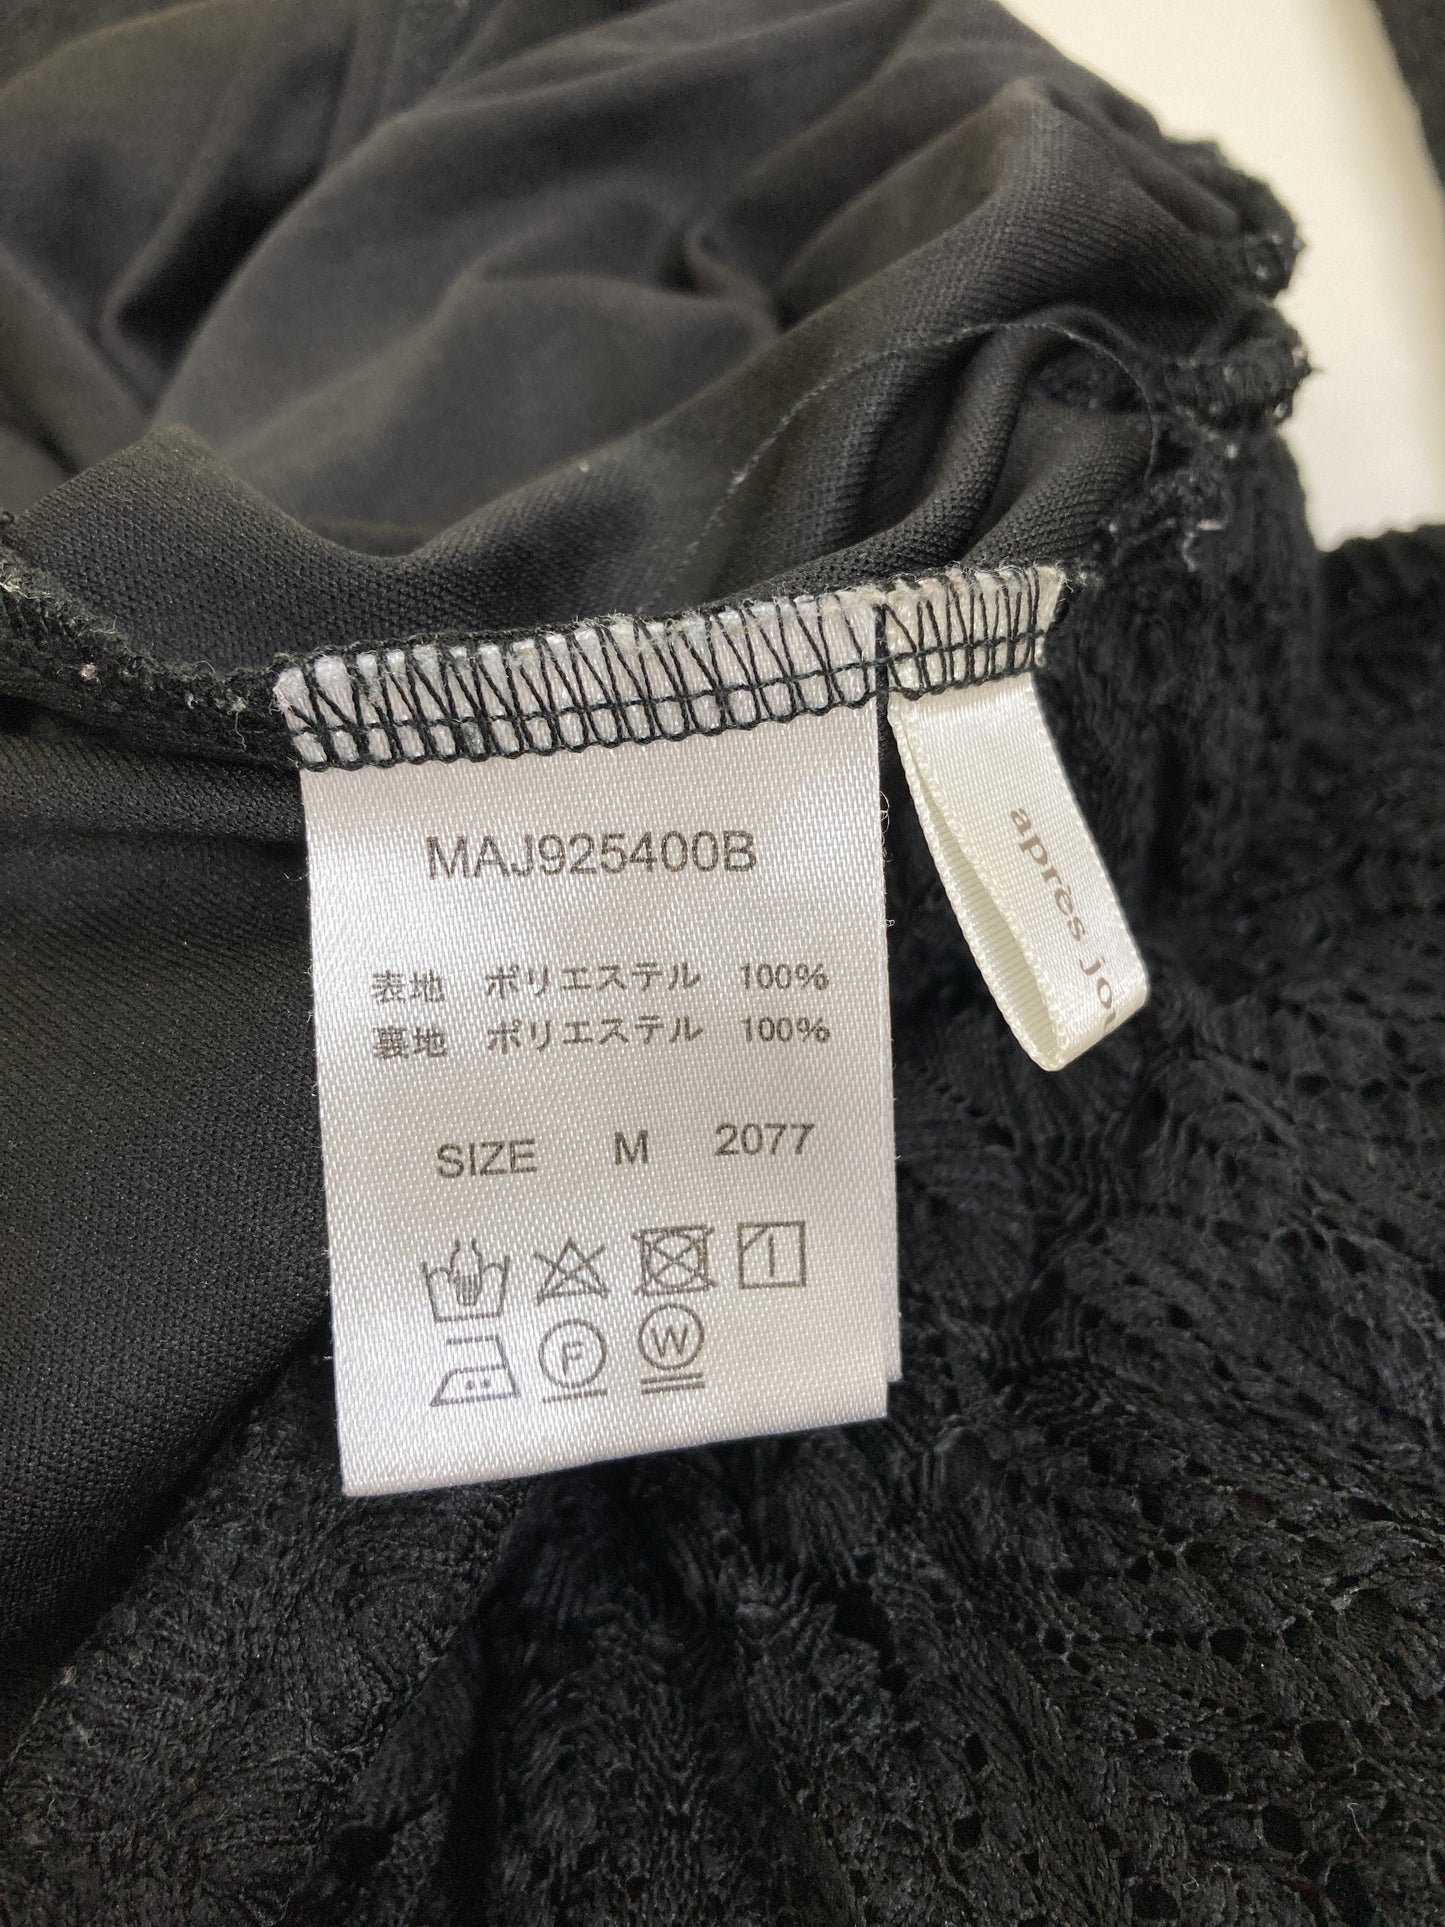 MAJ925400B
表地 ポリエステル 100%
裏地 ポリエステル 100%
SIZE M 2077
F
W
après